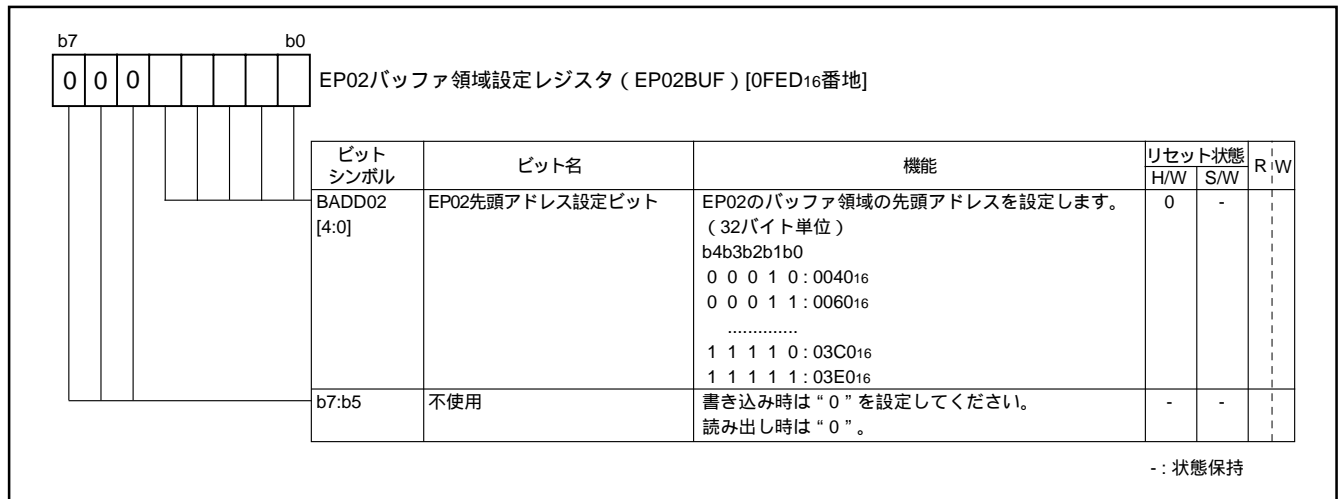 b7 b0
0 0 0
EP02バッファ領域設定レジスタ（EP02BUF）[0FED16番地]
ビットシンボル ビット名 機能 リセット状態 R W
H/W S/W
BADD02 EP02先頭アドレス設定ビット EP02のバッファ領域の先頭アドレスを設定します。 0 -
[4:0] （32バイト単位）
b4b3b2b1b0
0 0 0 1 0 : 004016
0 0 0 1 1 : 006016
..............
1 1 1 1 0 : 03C016
1 1 1 1 1 : 03E016
b7:b5 不使用 書き込み時は“0”を設定してください。 - -
読み出し時は“0”。
- : 状態保持